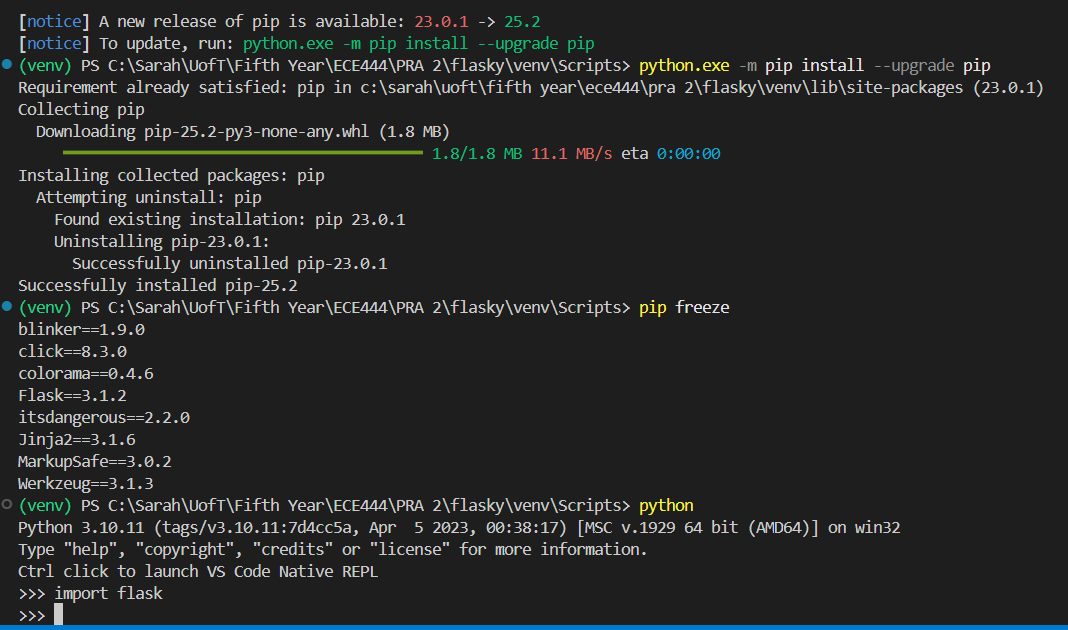 [notice] A new release of pip is available: 23.0.1 -> 25.2
[notice] To update, run: python.exe -m pip install --upgrade pip
(venv) PS C:\Sarah\UofT\Fifth Year\ECE444\PRA 2\flasky\venv\Scripts> python.exe -m pip install --upgrade pip
Requirement already satisfied: pip in c:\sarah\uoft\fifth year\ece444\pra 2\flasky\venv\lib\site-packages (23.0.1)
Collecting pip
  Downloading pip-25.2-py3-none-any.whl (1.8 MB)
1.8/1.8 MB 11.1 MB/s eta 0:00:00
Installing collected packages: pip
  Attempting uninstall: pip
    Found existing installation: pip 23.0.1
    Uninstalling pip-23.0.1:
      Successfully uninstalled pip-23.0.1
Successfully installed pip-25.2
(venv) PS C:\Sarah\UofT\Fifth Year\ECE444\PRA 2\flasky\venv\Scripts> pip freeze
blinker==1.9.0
click==8.3.0
colorama==0.4.6
Flask==3.1.2
itsdangerous==2.2.0
Jinja2==3.1.6
MarkupSafe==3.0.2
Werkzeug==3.1.3
(venv) PS C:\Sarah\UofT\Fifth Year\ECE444\PRA 2\flasky\venv\Scripts> python
Python 3.10.11 (tags/v3.10.11:7d4cc5a, Apr  5 2023, 00:38:17) [MSC v.1929 64 bit (AMD64)] on win32
Type "help", "copyright", "credits" or "license" for more information.
Ctrl click to launch VS Code Native REPL
>>> import flask
>>>